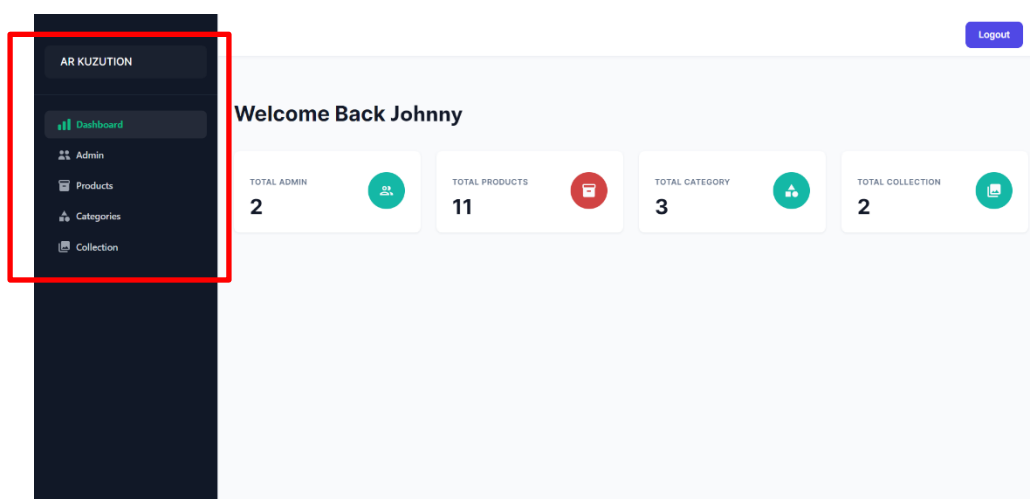 Logout
AR KUZUTION
Dashboard
Admin
Products
Categories
Collection
Welcome Back Johnny
TOTAL ADMIN
2
TOTAL PRODUCTS
11
TOTAL CATEGORY
3
TOTAL COLLECTION
2